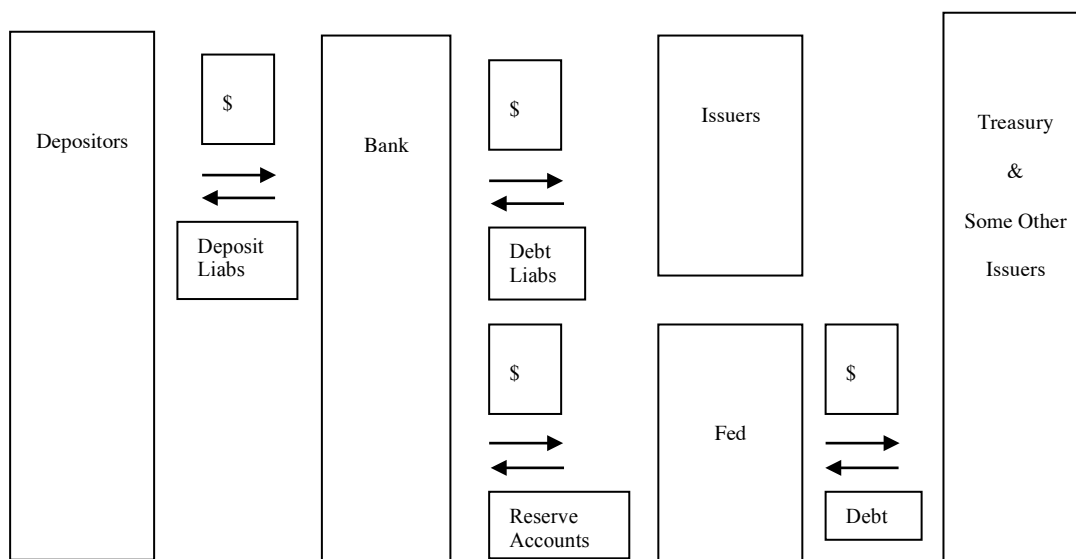 Depositors
$
Deposit
Liabs
Bank
$
Debt
Liabs
$
Reserve
Accounts
Issuers
Fed
$
Debt
Treasury
&
Some Other
Issuers